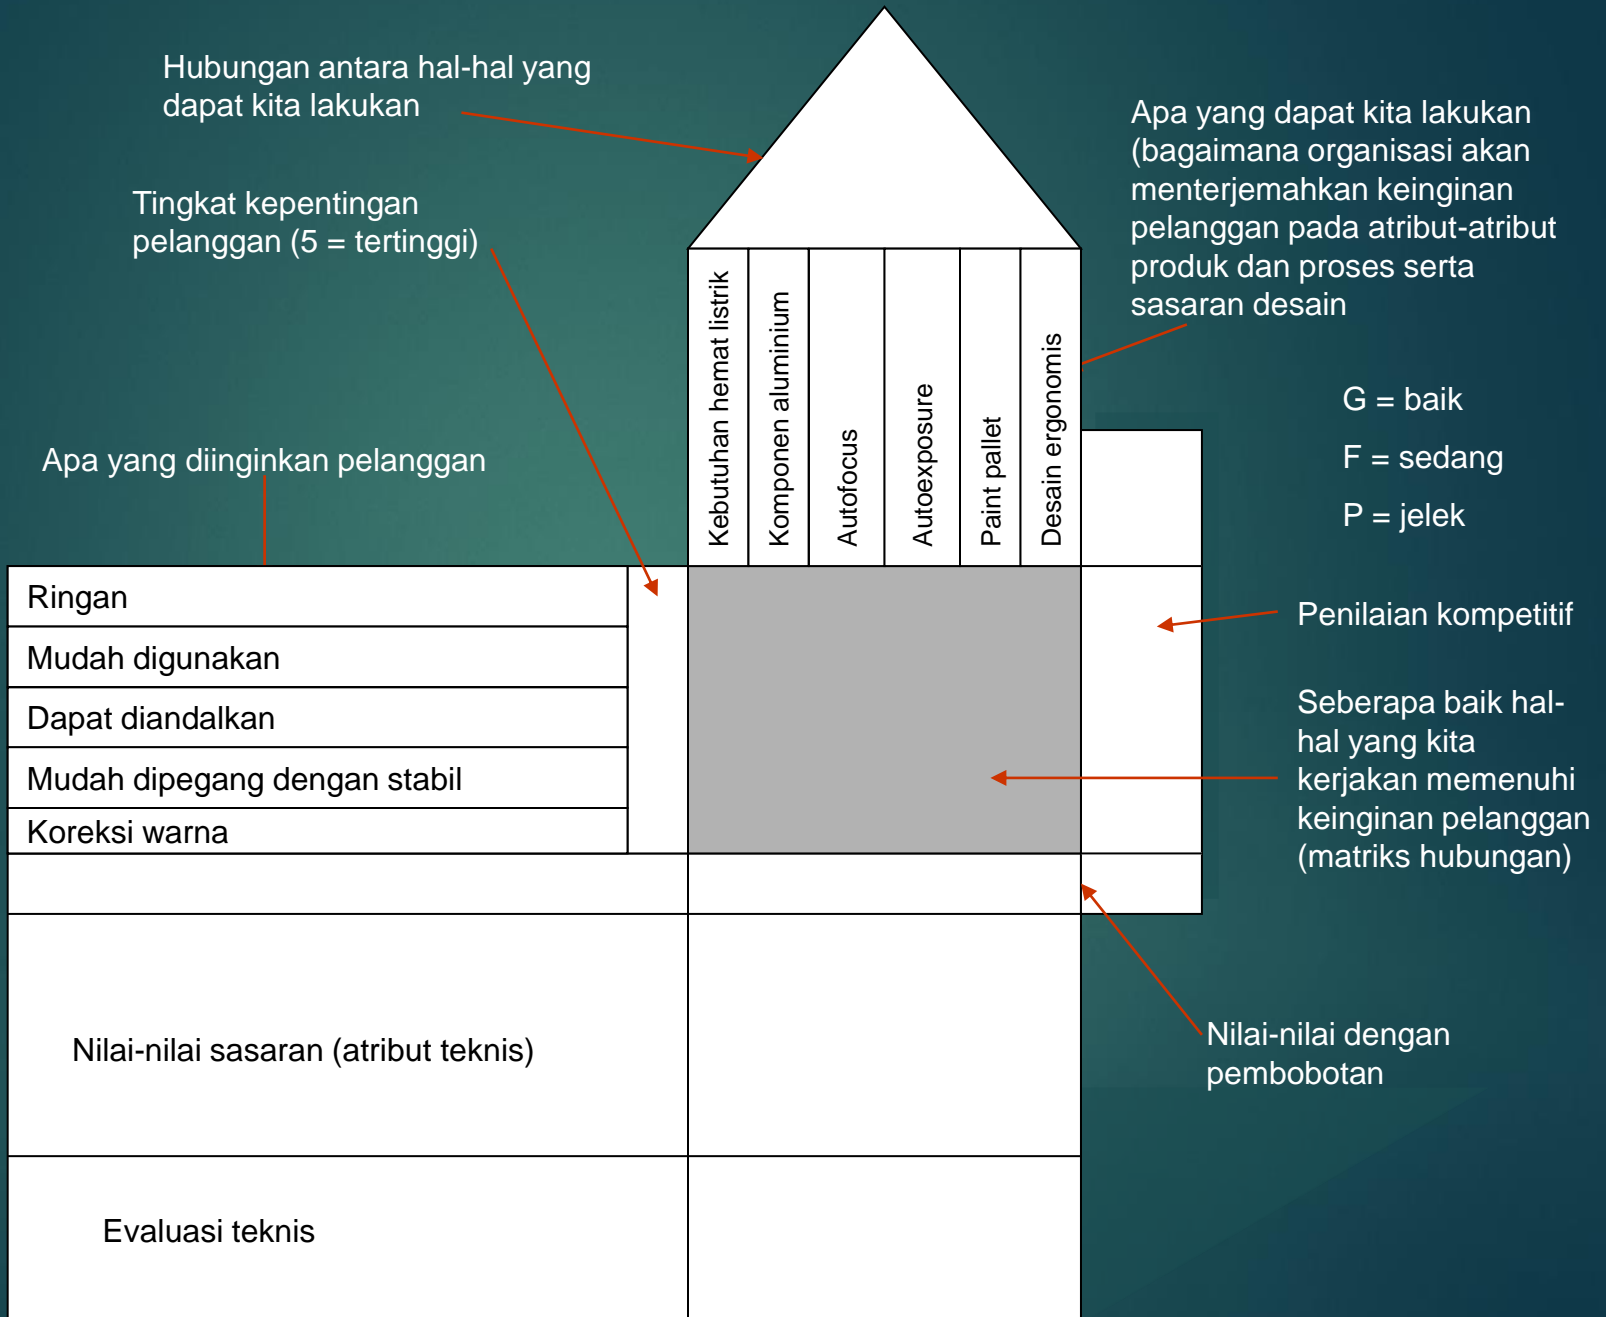 Hubungan antara hal-hal yang
dapat kita lakukan
Tingkat kepentingan
pelanggan (5 = tertinggi)
Apa yang dapat kita lakukan
(bagaimana organisasi akan
menterjemahkan keinginan
pelanggan pada atribut-atribut
produk dan proses serta
sasaran desain
Apa yang diinginkan pelanggan
Kebutuhan hemat listrik
Komponen aluminium
Autofocus
Autoexposure
Paint pallet
Desain ergonomis
G = baik
F = sedang
P = jelek
Ringan
Mudah digunakan
Dapat diandalkan
Mudah dipegang dengan stabil
Koreksi warna
Penilaian kompetitif
Seberapa baik hal-
hal yang kita
kerjakan memenuhi
keinginan pelanggan
(matriks hubungan)
Nilai-nilai sasaran (atribut teknis)
Nilai-nilai dengan
pembobotan
Evaluasi teknis